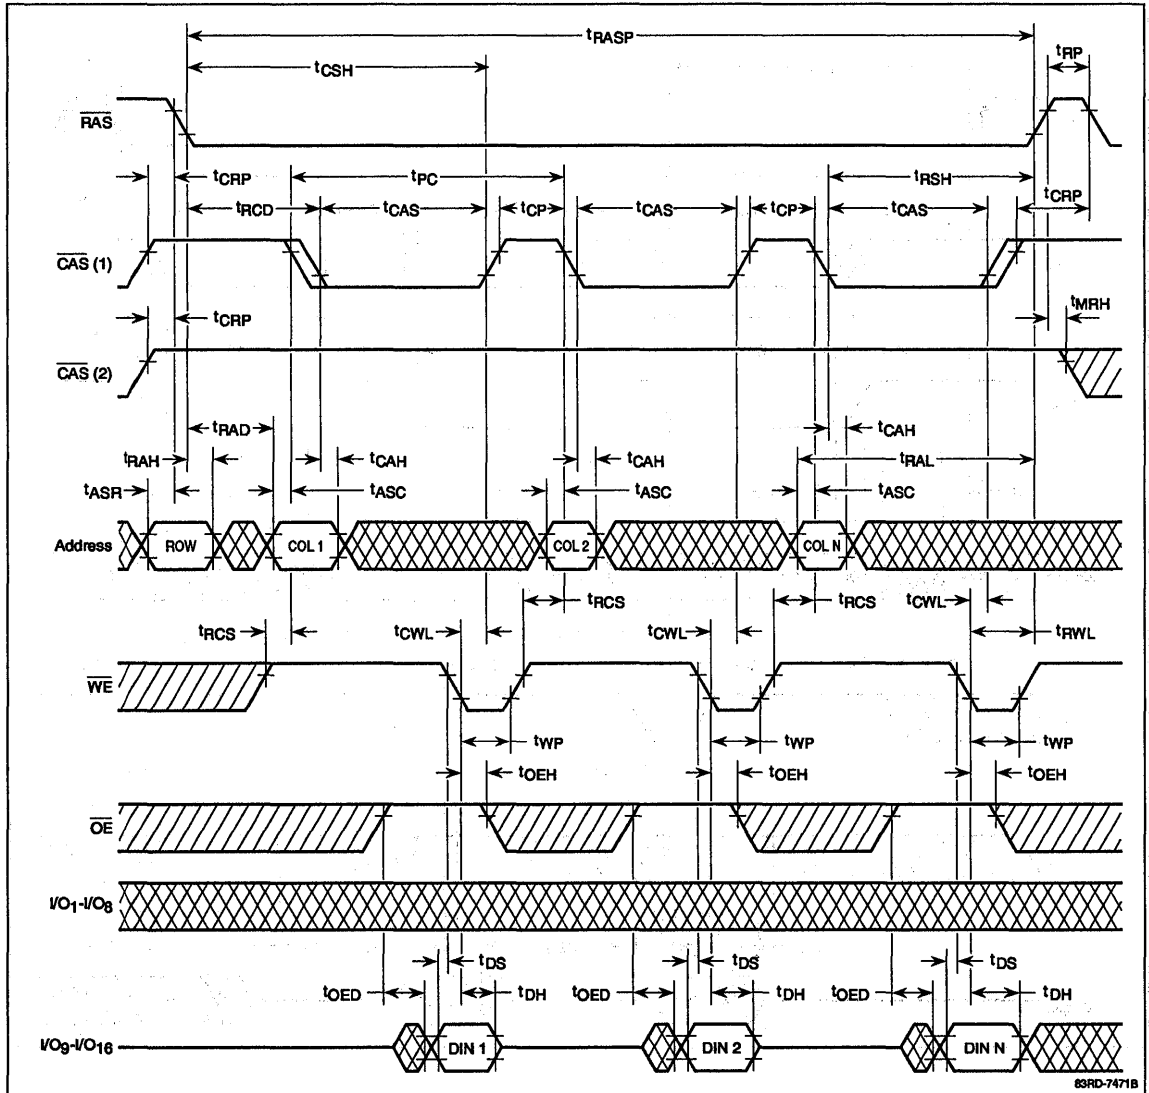 tRASP
tRP
tCSH
RAS
tCRP
tPC
tRSH
tRCD
tCAS
tCP
tCAS
tCP
tCAS
tCRP
CAS (1)
tCRP
tMRH
CAS (2)
tRAD
tCAH
tRAH
tCAH
tCAH
tRAL
tASR
tASC
tASC
tASC
Address
ROW
COL 1
COL 2
COL N
tRCS
tRCS
tCWL
tRCS
tCWL
tCWL
tRWL
WE
tWP
tWP
tWP
tOEH
tOEH
tOEH
OE
I/O1-I/O8
tDS
tDS
tDS
tOED
tDH
tOED
tDH
tOED
tDH
I/O9-I/O16
DIN 1
DIN 2
DIN N
83RD-7471B